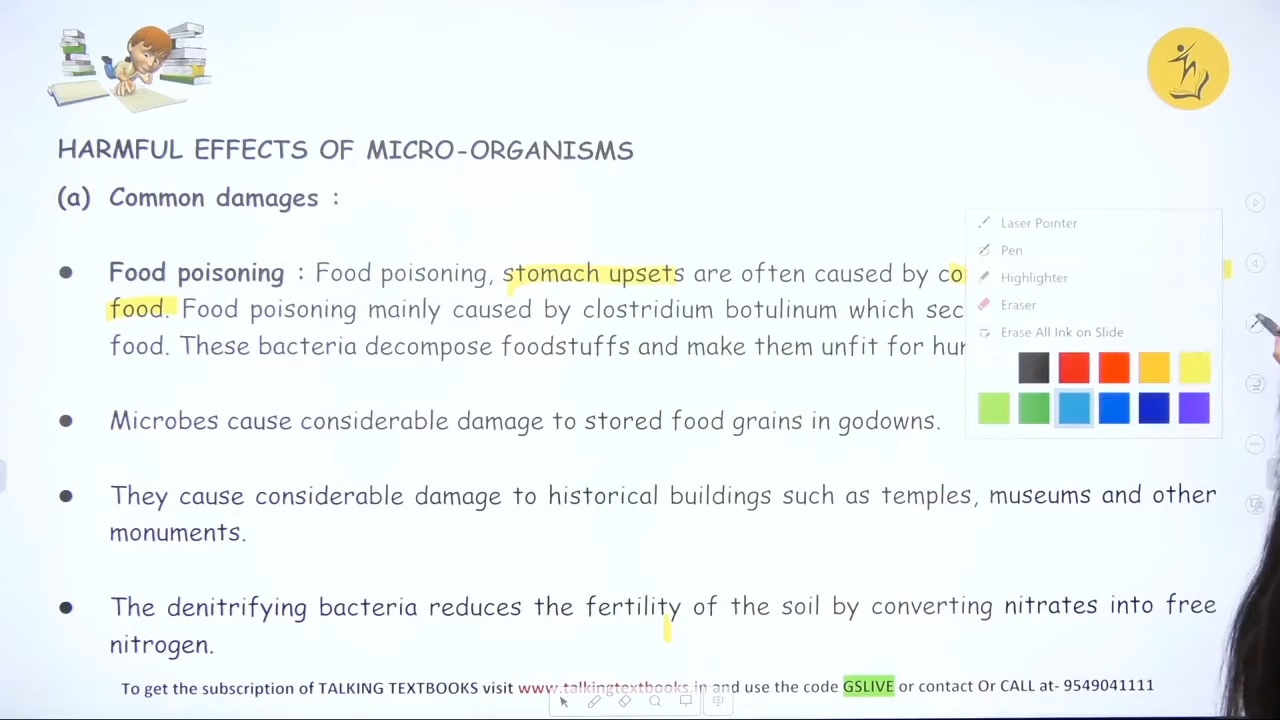 HARMFUL EFFECTS OF MICRO-ORGANISMS
(a) Common damages :
● Food poisoning : Food poisoning, stomach upsets are often caused by
food. Food poisoning mainly caused by clostridium botulinum which
food. These bacteria decompose foodstuffs and make them unfit for
Laser Pointer
Pen
Highlighter
Eraser
Erase All Ink on Slide
● Microbes cause considerable damage to stored food grains in godowns.
● They cause considerable damage to historical buildings such as temples, museums and other
monuments.
● The denitrifying bacteria reduces the fertility of the soil by converting nitrates into free
nitrogen.
To get the subscription of TALKING TEXTBOOKS visit www.talkingtextbooks.in and use the code GSLIVE or contact Or CALL at- 9549041111